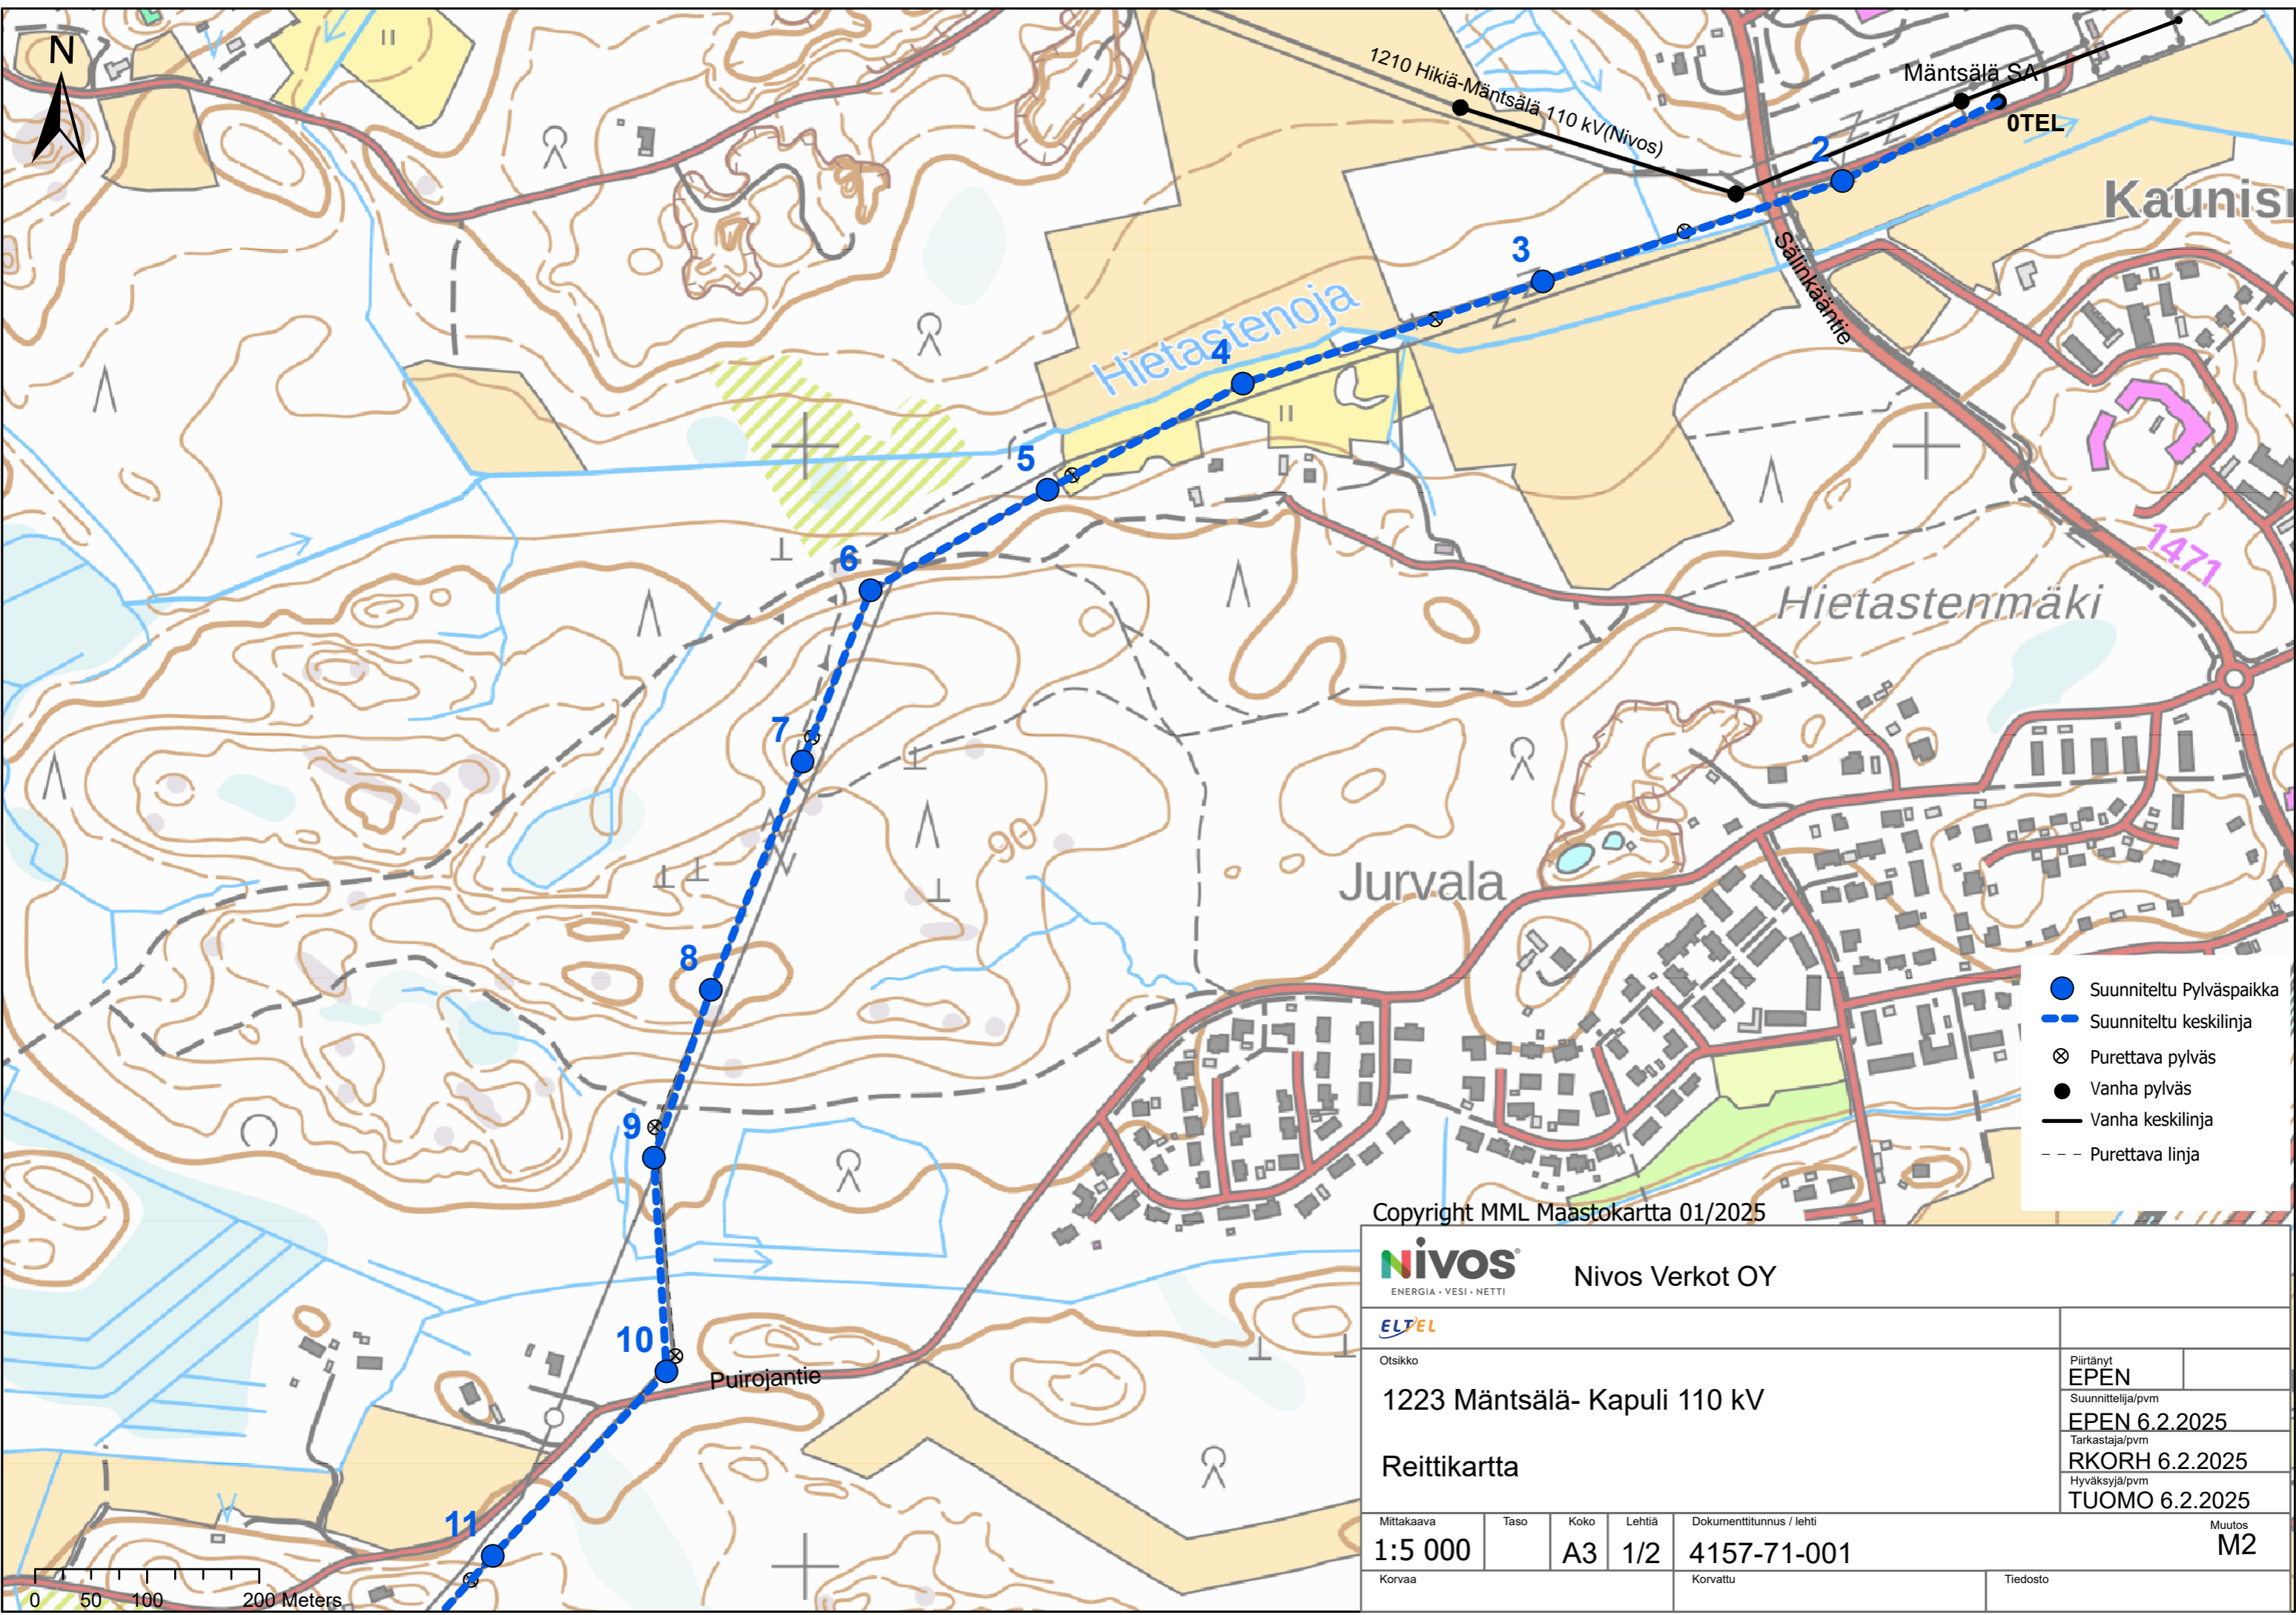 N
1210 Hikiä-Mäntsälä 110 kV(Nivos)
Mäntsälä SA
0TEL
2
Kaunis
3
Sälinkääntie
Hietastenoja
4
5
6
1471
Hietastenmäki
7
90
Jurvala
8
9
10
Puirojantie
11
0 50 100 200 Meters
Suunniteltu Pylväspaikka
Suunniteltu keskilinja
Purettava pylväs
Vanha pylväs
Vanha keskilinja
Purettava linja
Copyright MML Maastokartta 01/2025
Nivos®
ENERGIA • VESI • NETTI
Nivos Verkot OY
ELTEL
Otsikko
1223 Mäntsälä- Kapuli 110 kV
Reittikartta
Piirtänyt
EPEN
Suunnittelija/pvm
EPEN 6.2.2025
Tarkastaja/pvm
RKORH 6.2.2025
Hyväksyjä/pvm
TUOMO 6.2.2025
Mittakaava Taso Koko Lehtiä Dokumenttitunnus / lehti Muutos
1:5 000 A3 1/2 4157-71-001 M2
Korvaa Korvattu Tiedosto